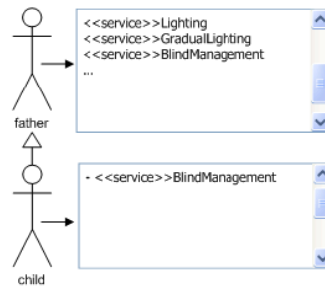 <<service>>Lighting
<<service>>GradualLighting
<<service>>BlindManagement
...
father
- <<service>>BlindManagement
child